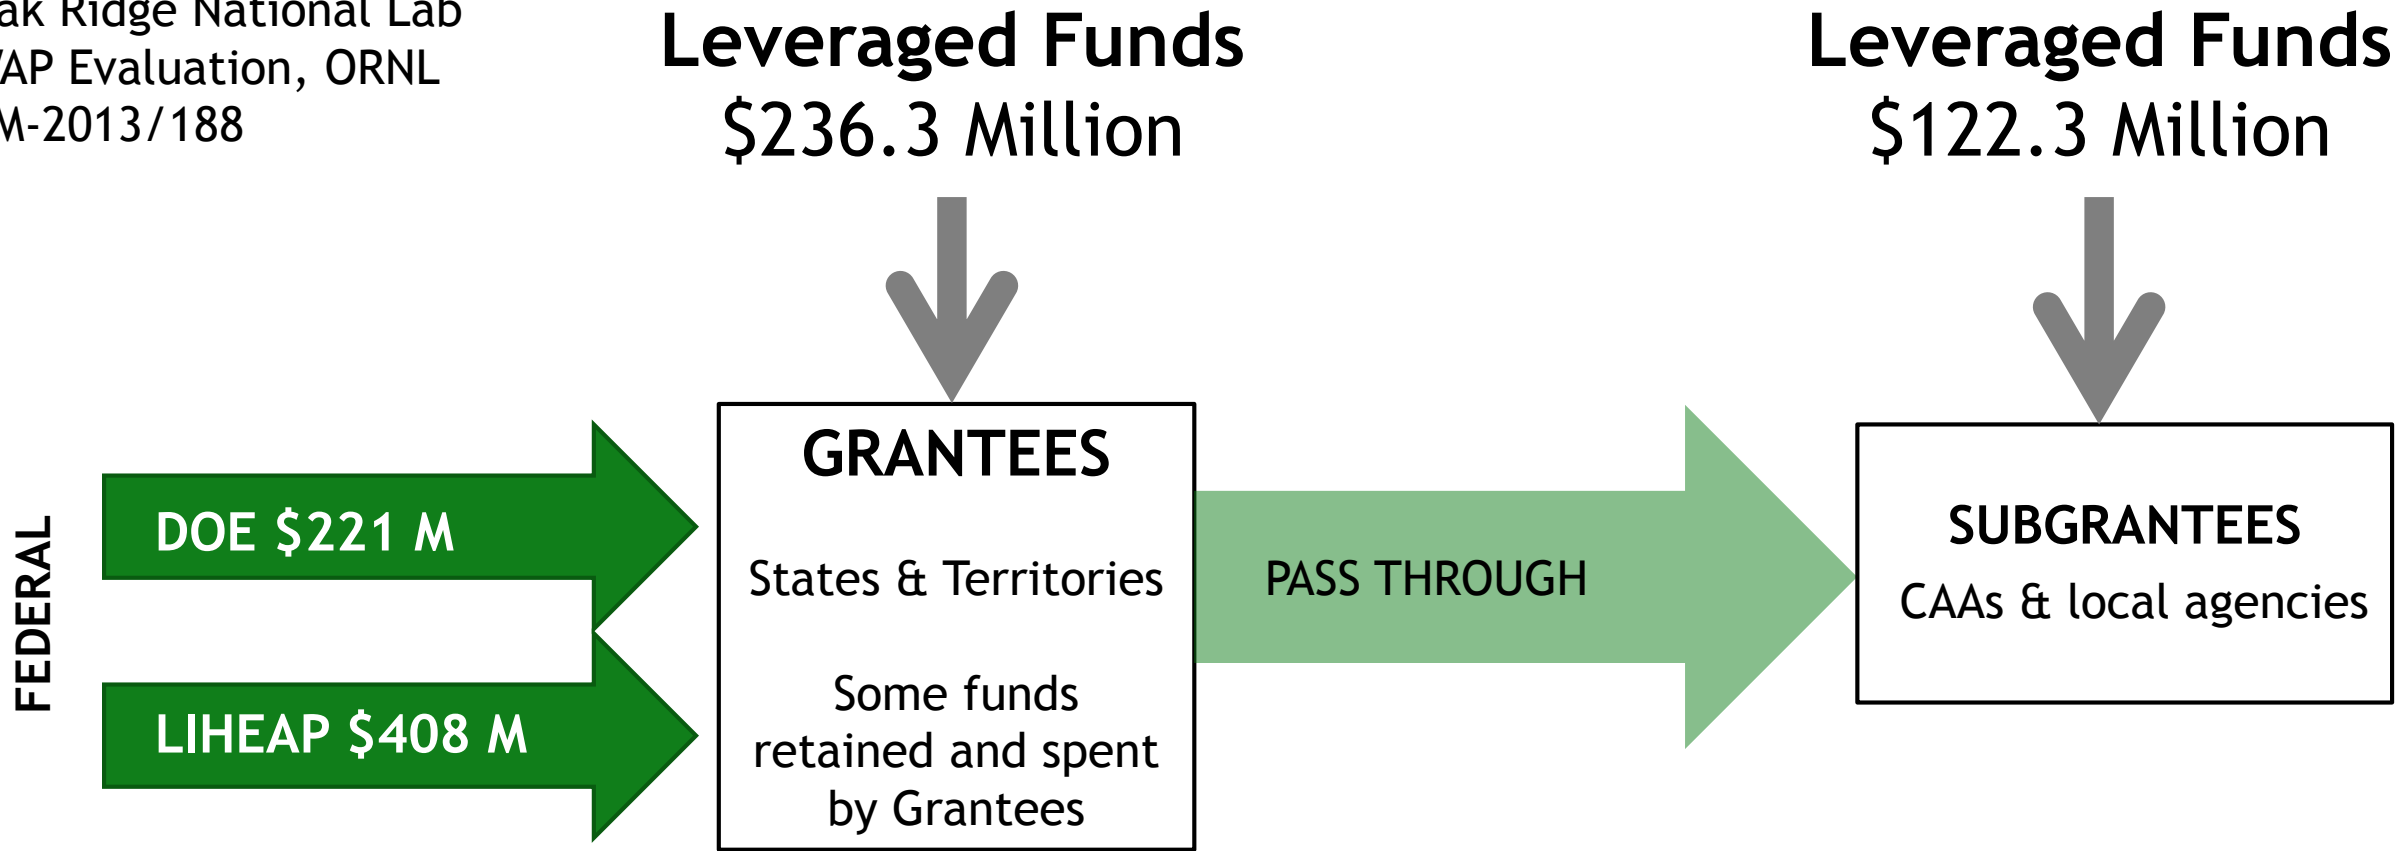 Ridge National Lab
Evaluation, ORNL
2013/188
Leveraged Funds
$236.3 Million
Leveraged Funds
$122.3 Million
FEDERAL
DOE $221 M
LIHEAP $408 M
GRANTEES
States & Territories
Some funds
retained and spent
by Grantees
PASS THROUGH
SUBGRANTEES
CAAs & local agencies